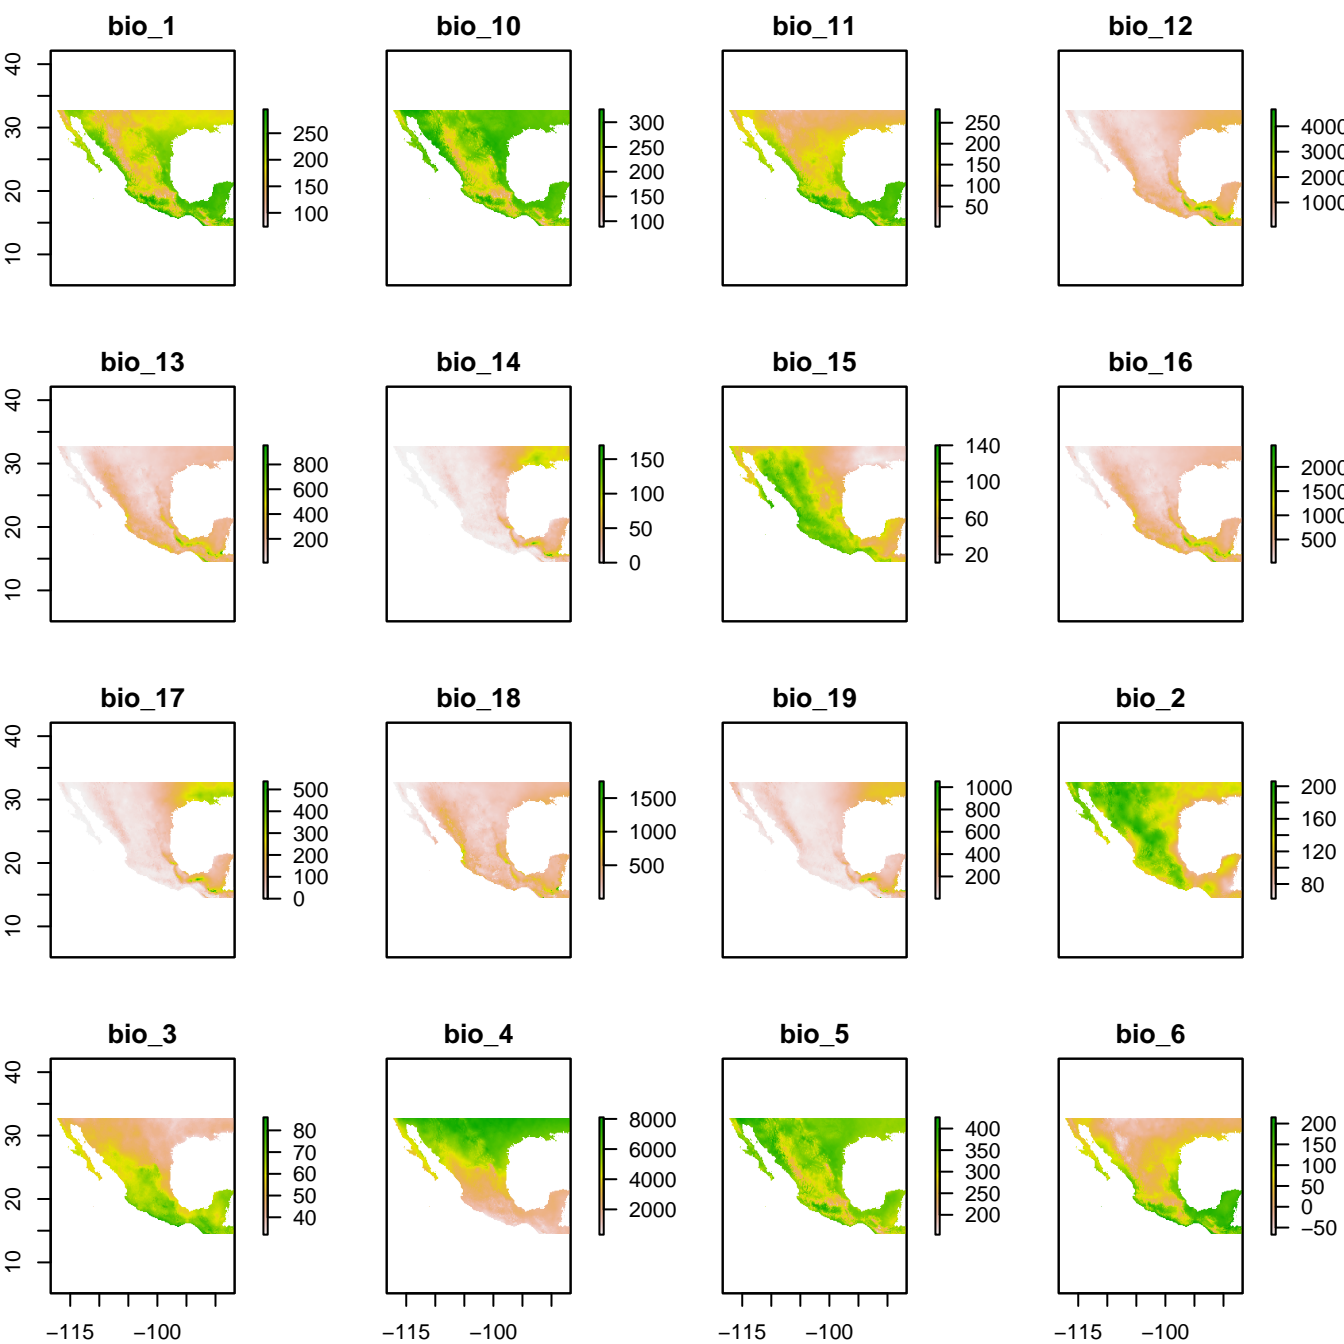 bio_1 bio_10 bio_11 bio_12
40 30 20 10
250 200 150 100
300 250 200 150 100
250 200 150 100 50
4000 3000 2000 1000
bio_13 bio_14 bio_15 bio_16
40 30 20 10
800 600 400 200
150 100 50 0
140 100 60 20
2000 1500 1000 500
bio_17 bio_18 bio_19 bio_2
40 30 20 10
500 400 300 200 100 0
1500 1000 500
1000 800 600 400 200
200 160 120 80
bio_3 bio_4 bio_5 bio_6
40 30 20 10
80 70 60 50 40
8000 6000 4000 2000
400 350 300 250 200
200 150 100 50 0 −50
−115 −100 −115 −100 −115 −100 −115 −100